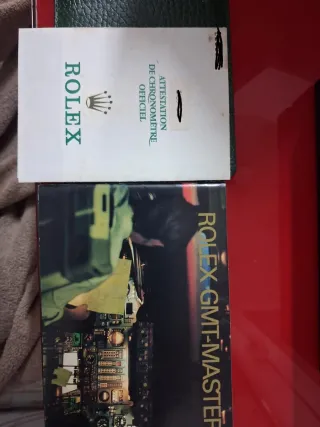 ROLEX
ATTESTATION
DE CHRONOMÈTRE
OFFICIEL
ROLEX GMT-MASTER